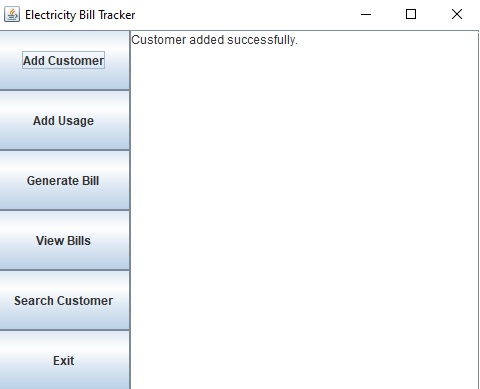 Electricity Bill Tracker
Add Customer
Customer added successfully.
Add Usage
Generate Bill
View Bills
Search Customer
Exit